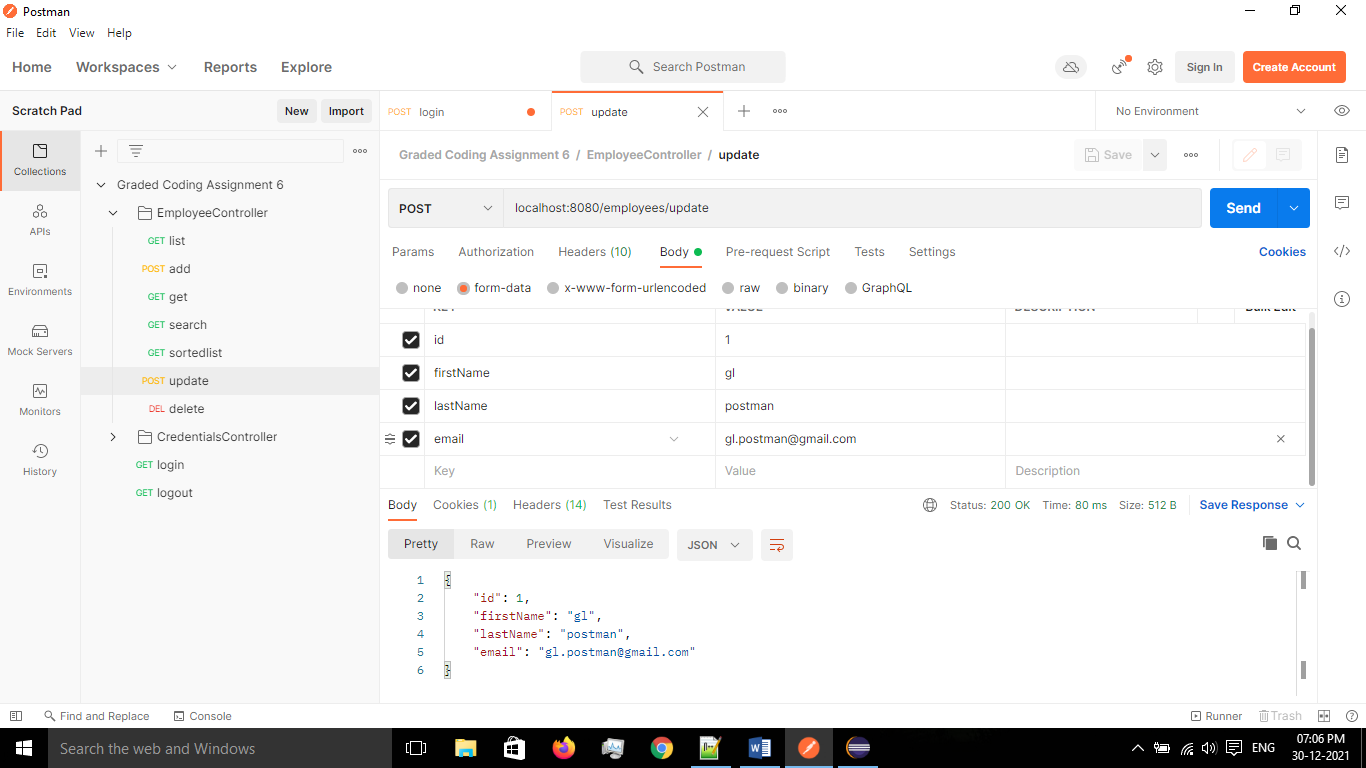 Postman
File Edit View Help
Home Workspaces Reports Explore Search Postman Sign In Create Account
Scratch Pad New Import
POST login POST update No Environment
Collections
APIs
Environments
Mock Servers
Monitors
History
Graded Coding Assignment 6
EmployeeController
GET list
POST add
GET get
GET search
GET sortedlist
POST update
DEL delete
CredentialsController
GET login
GET logout
Graded Coding Assignment 6 / EmployeeController / update Save
POST localhost:8080/employees/update Send
Params Authorization Headers (10) Body Pre-request Script Tests Settings Cookies
none form-data x-www-form-urlencoded raw binary GraphQL
KEY VALUE DESCRIPTION Bulk Edit
id 1
firstName gl
lastName postman
email gl.postman@gmail.com
Key Value Description
Body Cookies (1) Headers (14) Test Results Status: 200 OK Time: 80 ms Size: 512 B Save Response
Pretty Raw Preview Visualize JSON
1 {
2 "id": 1,
3 "firstName": "gl",
4 "lastName": "postman",
5 "email": "gl.postman@gmail.com"
6 }
Find and Replace Console Runner Trash
Search the web and Windows ENG 07:06 PM
30-12-2021